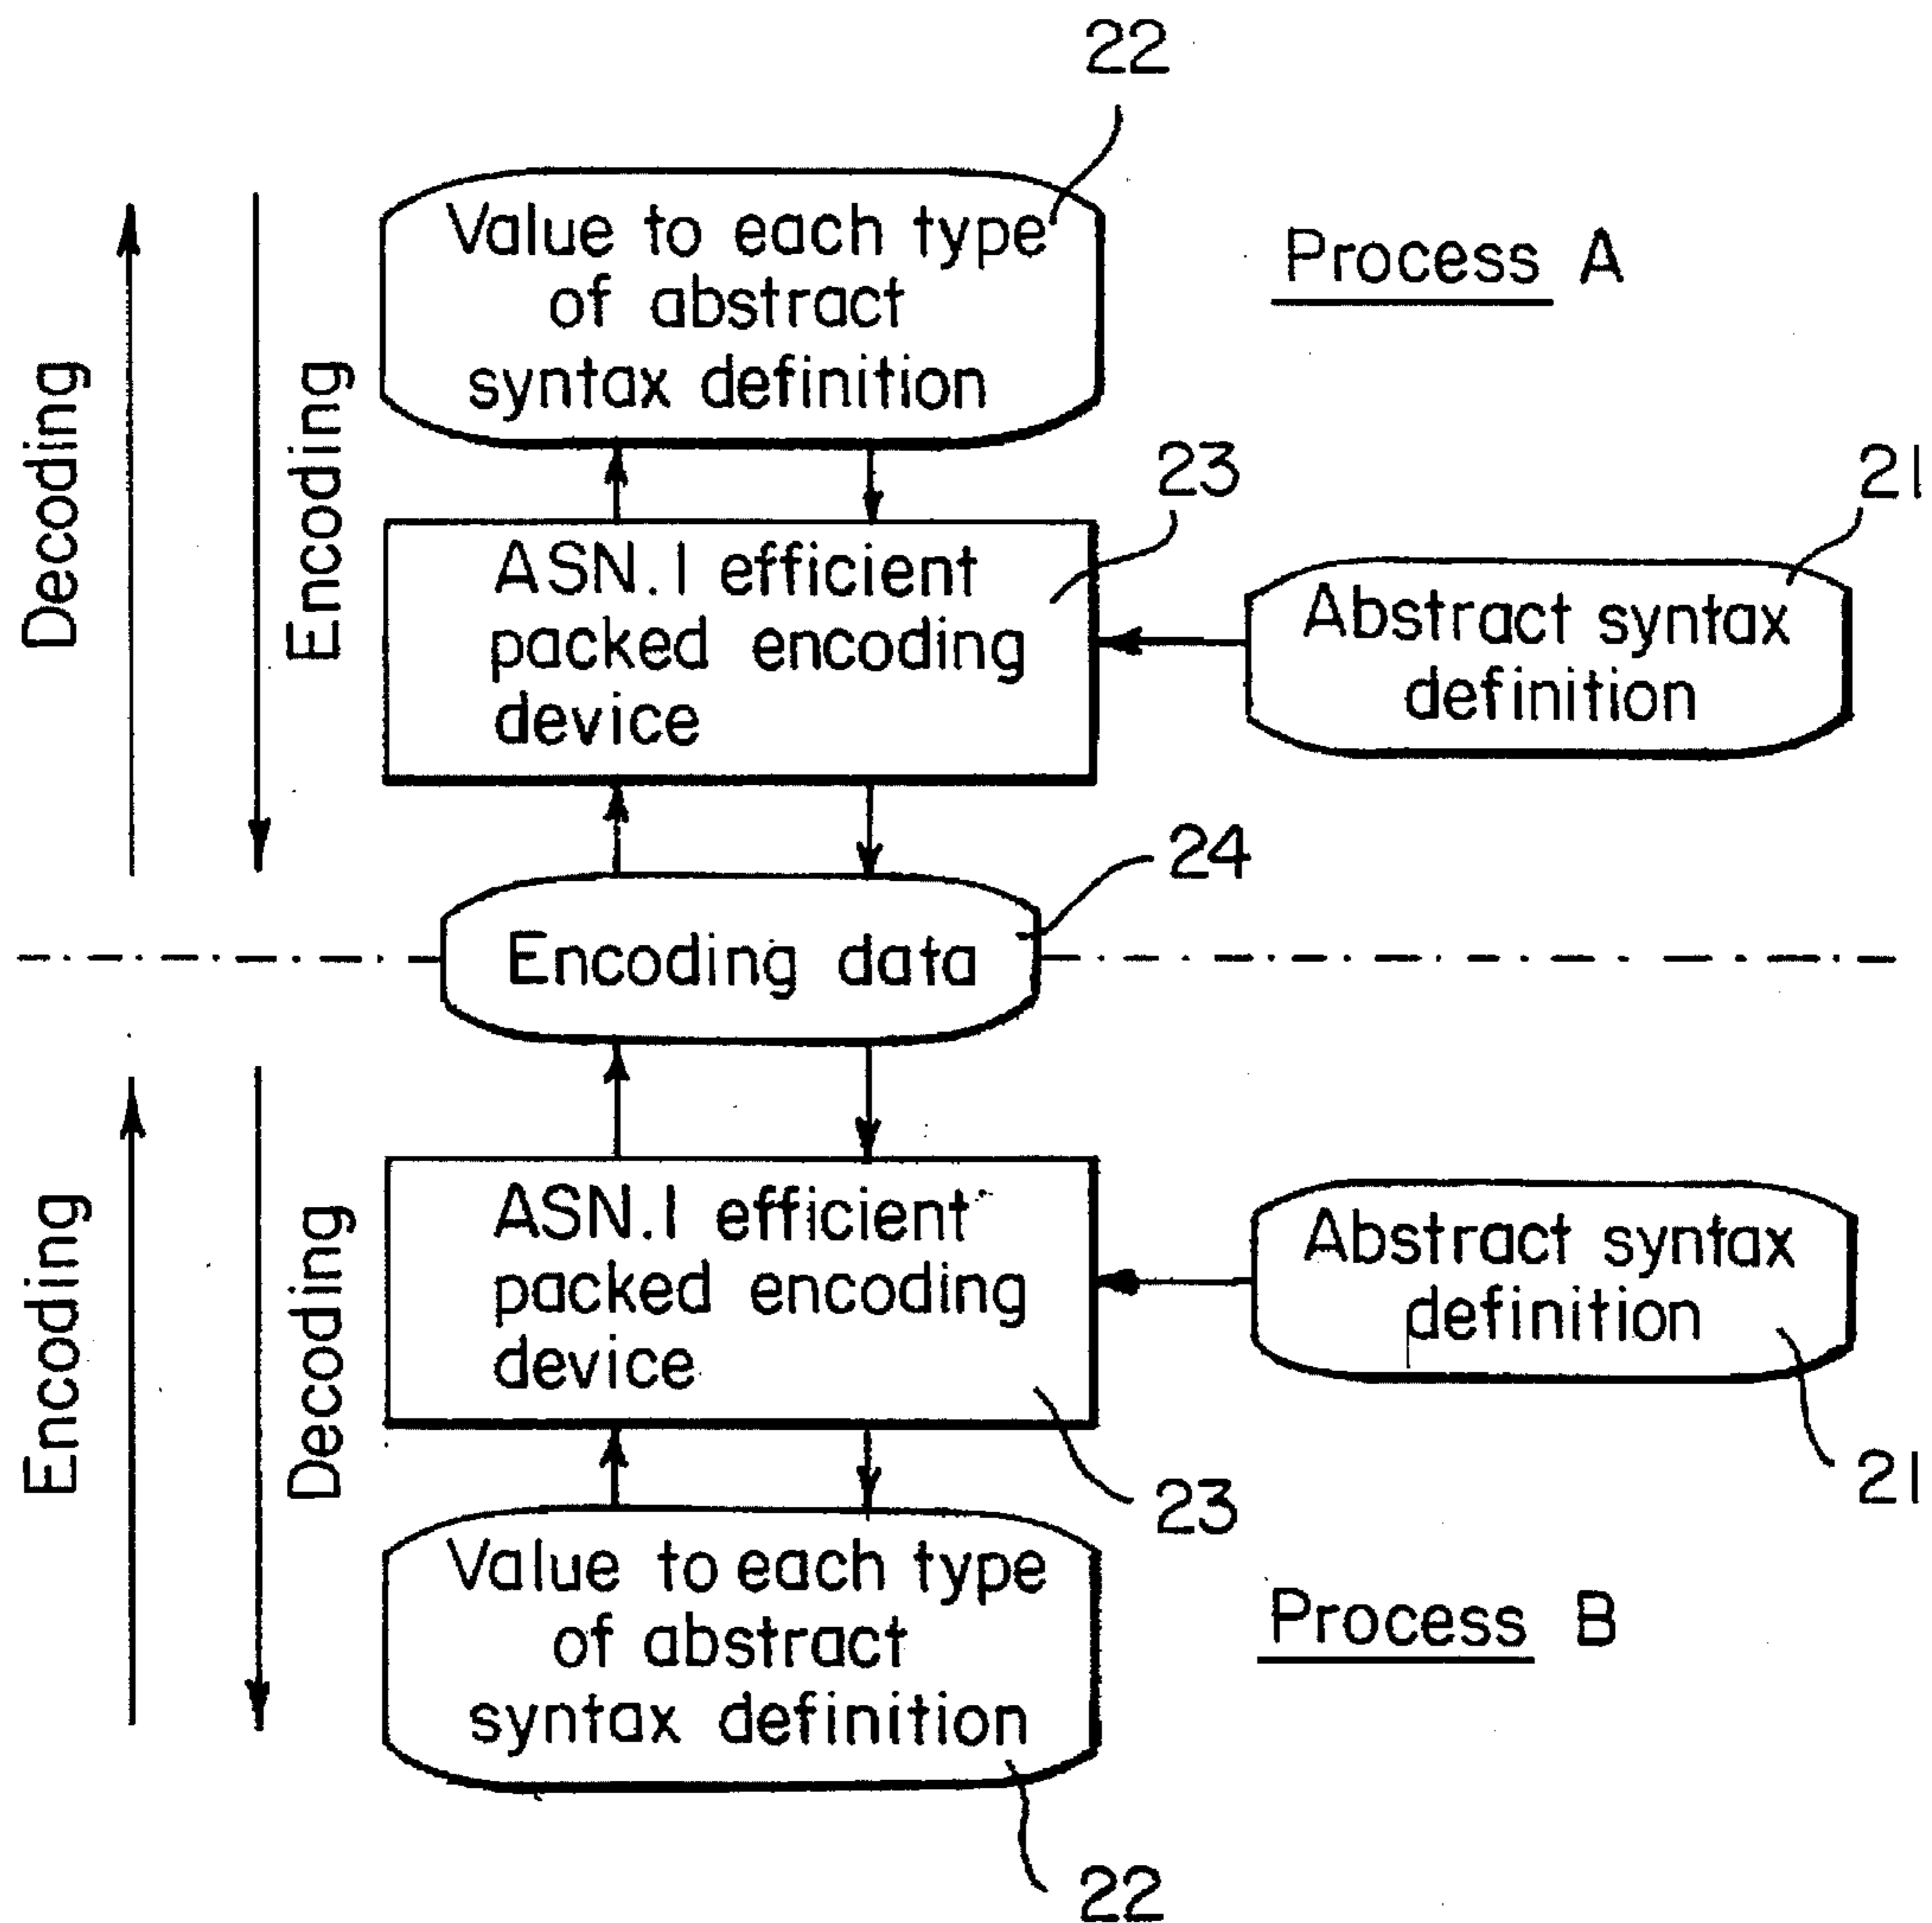 22
Value to each type
of abstract
syntax definition
Process A
Decoding
Encoding
23
21
ASN.1 efficient
packed encoding
device
Abstract syntax
definition
24
Encoding data
Encoding
Decoding
ASN.1 efficient
packed encoding
device
Abstract syntax
definition
23
21
Value to each type
of abstract
syntax definition
Process B
22